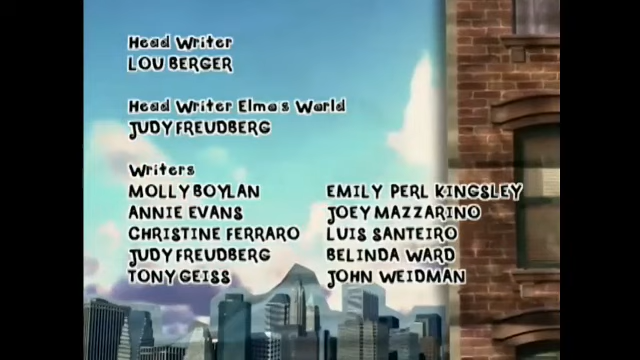 Head Writer
LOU BERGER
Head Writer Elmo's World
JUDY FREUDBERG
Writers
MOLLY BOYLAN
ANNIE EVANS
CHRISTINE FERRARO
JUDY FREUDBERG
TONY GEISS
EMILY PERL KINGSLEY
JOEY MAZZARINO
LUIS SANTEIRO
BELINDA WARD
JOHN WEIDMAN